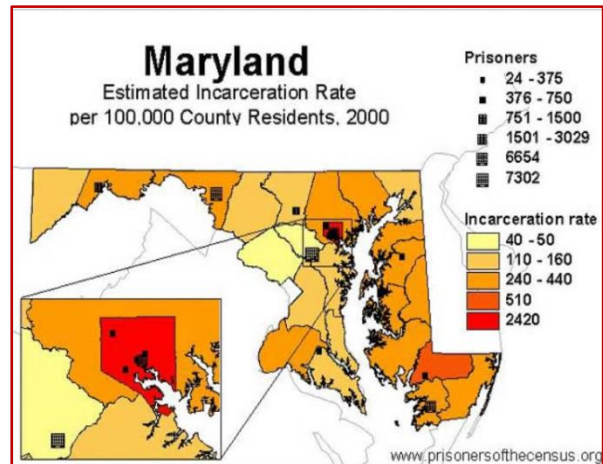 Maryland
Estimated Incarceration Rate
per 100,000 County Residents, 2000
Prisoners
24 - 375
376 - 750
751 - 1500
1501 - 3029
6654
7302
Incarceration rate
40 - 50
110 - 160
240 - 440
510
2420
www.prisonersofthecensus.org